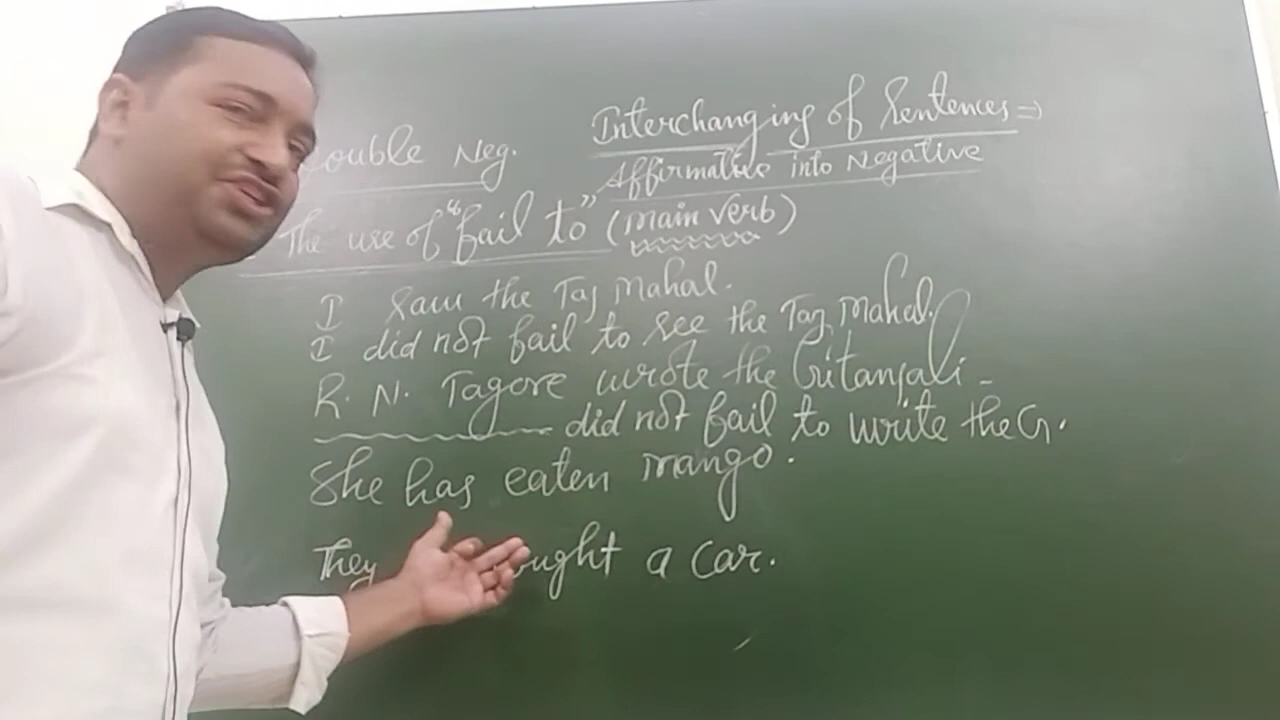 Interchanging of Sentences ⇒
Double Neg.
Affirmative into Negative
The use of "fail to" (main verb)
I saw the Taj Mahal.
I did not fail to see the Taj Mahal.
R. N. Tagore wrote the Gitanjali -
did not fail to write the G.
She has eaten mango.
They a car.